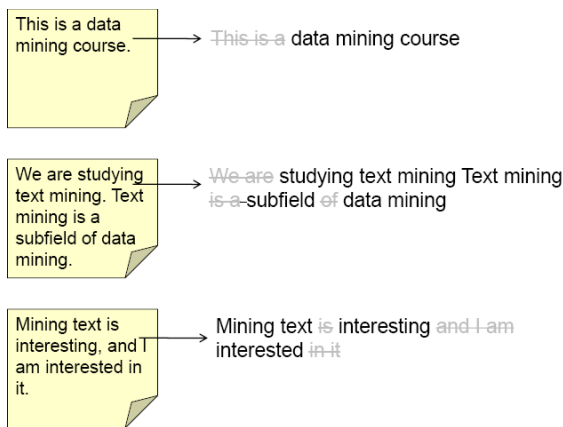 This is a data
mining course.
This is a data mining course
We are studying
text mining. Text
mining is a
subfield of data
mining.
We are studying text mining Text mining
is a subfield of data mining
Mining text is
interesting, and I
am interested in
it.
Mining text is interesting and I am
interested in it